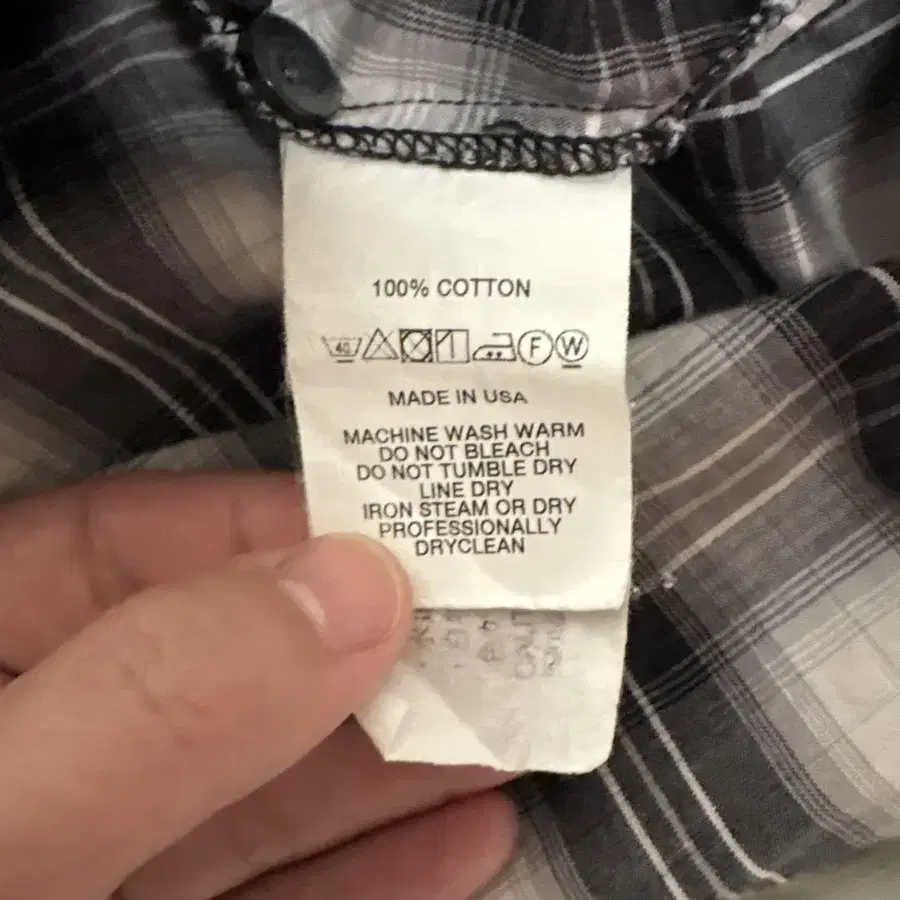 100% COTTON
40 F W
MADE IN USA
MACHINE WASH WARM
DO NOT BLEACH
DO NOT TUMBLE DRY
LINE DRY
IRON STEAM OR DRY
PROFESSIONALLY
DRYCLEAN